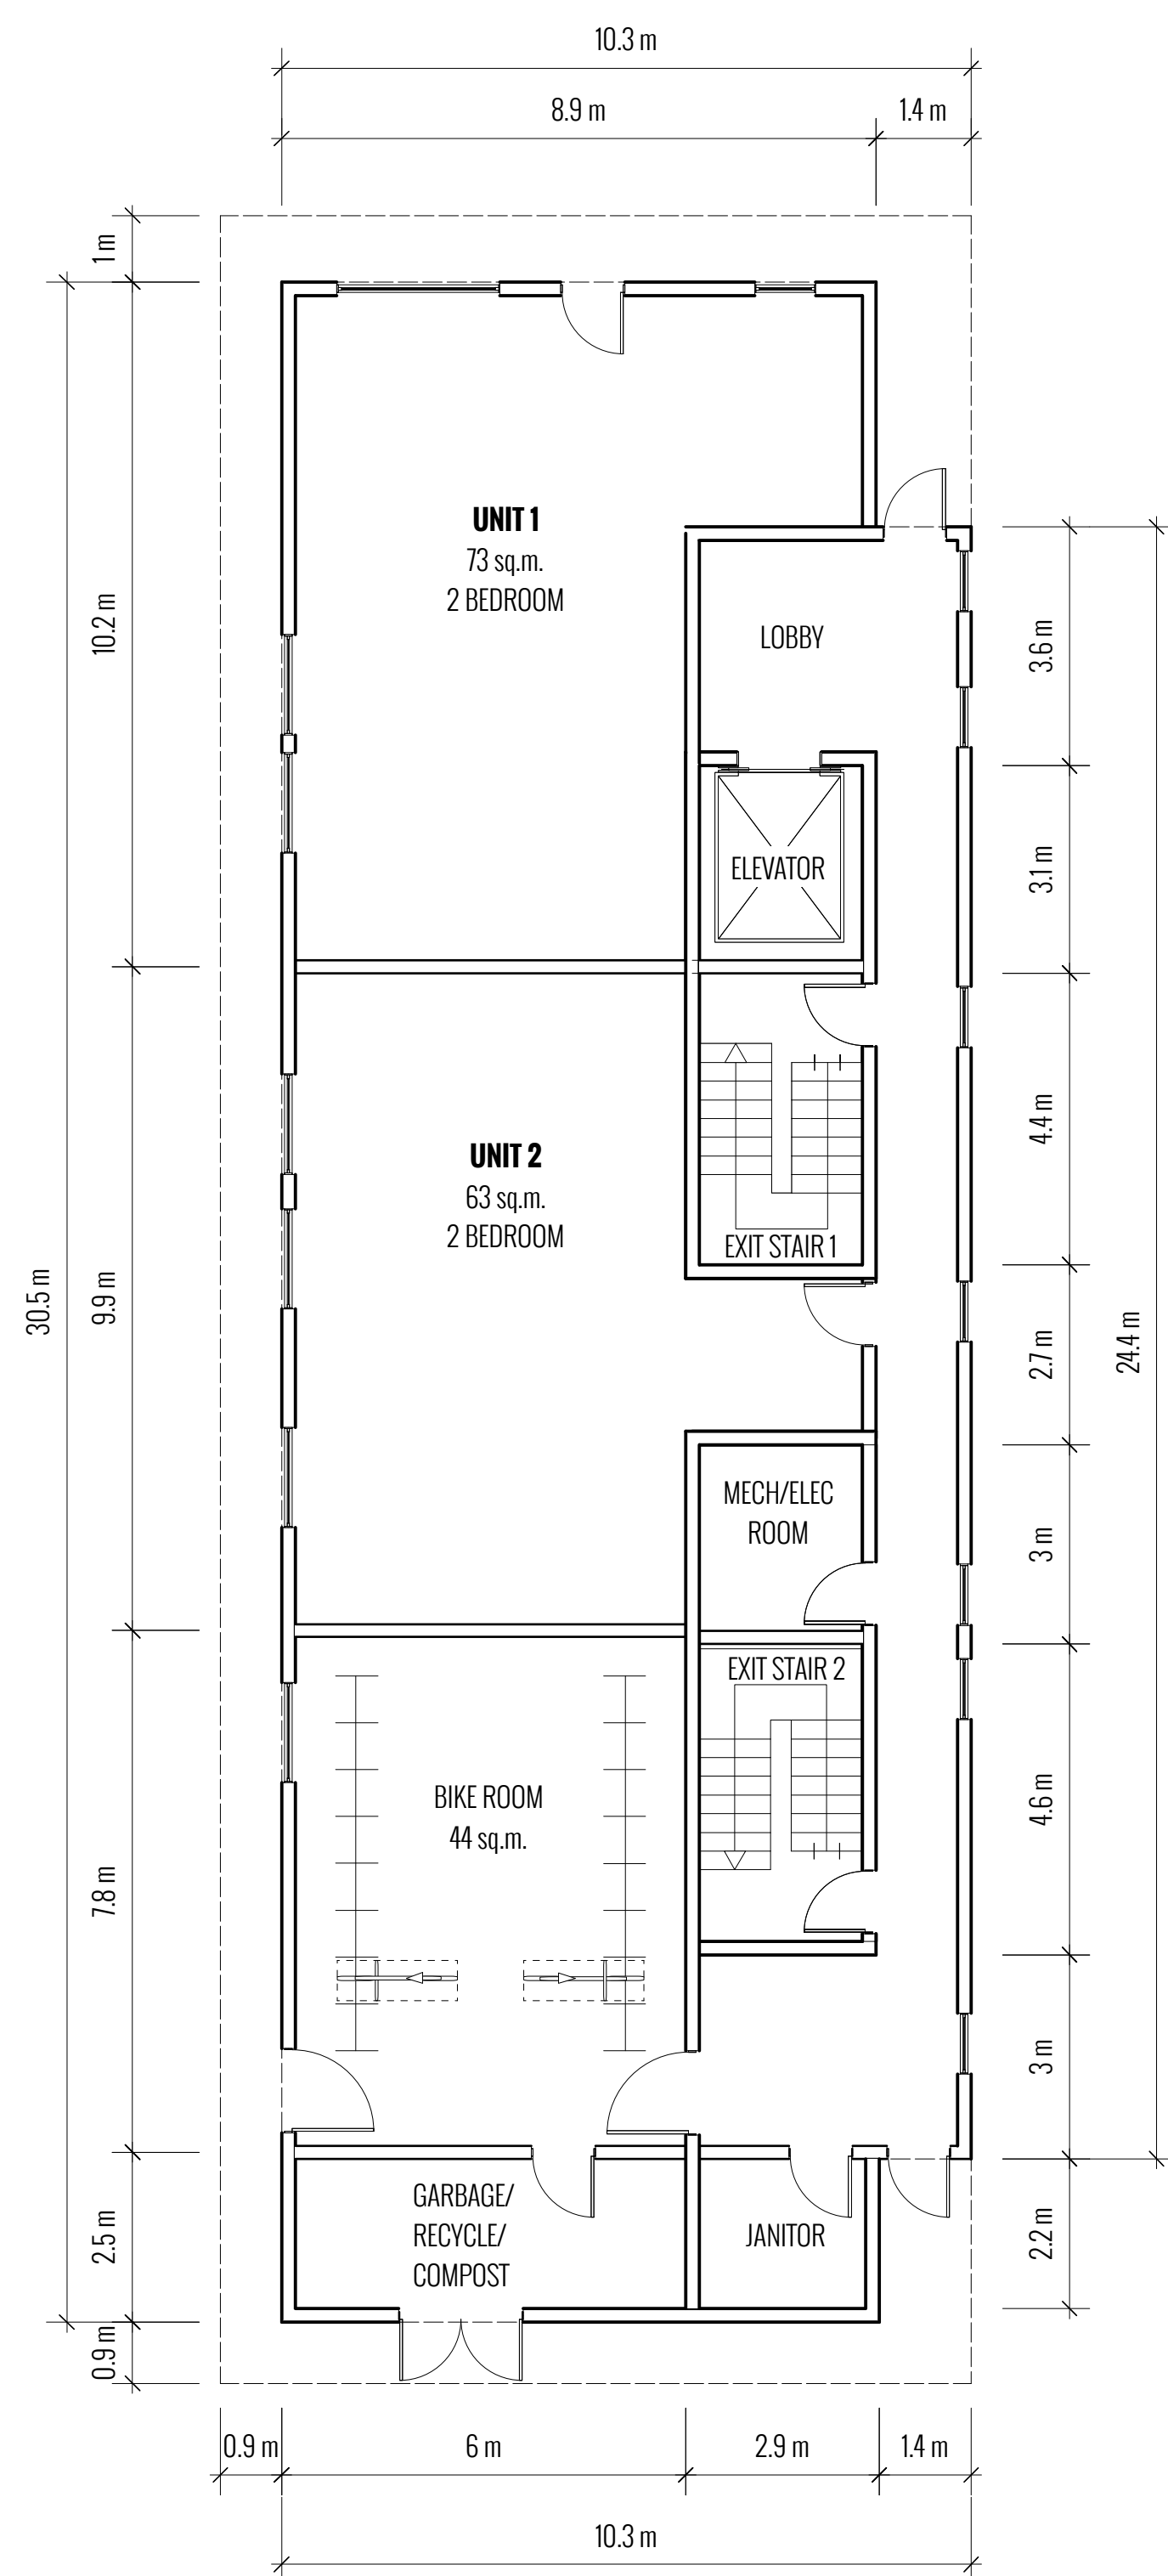 10.3 m
8.9 m
1.4 m
1 m
UNIT 1
73 sq.m.
2 BEDROOM
10.2 m
LOBBY
3.6 m
ELEVATOR
3.1 m
4.4 m
UNIT 2
63 sq.m.
2 BEDROOM
EXIT STAIR 1
30.5 m
9.9 m
2.7 m
24.4 m
MECH/ELEC
ROOM
3 m
EXIT STAIR 2
BIKE ROOM
44 sq.m.
4.6 m
7.8 m
3 m
GARBAGE/
RECYCLE/
COMPOST
JANITOR
2.5 m
2.2 m
0.9 m
0.9 m
6 m
2.9 m
1.4 m
10.3 m